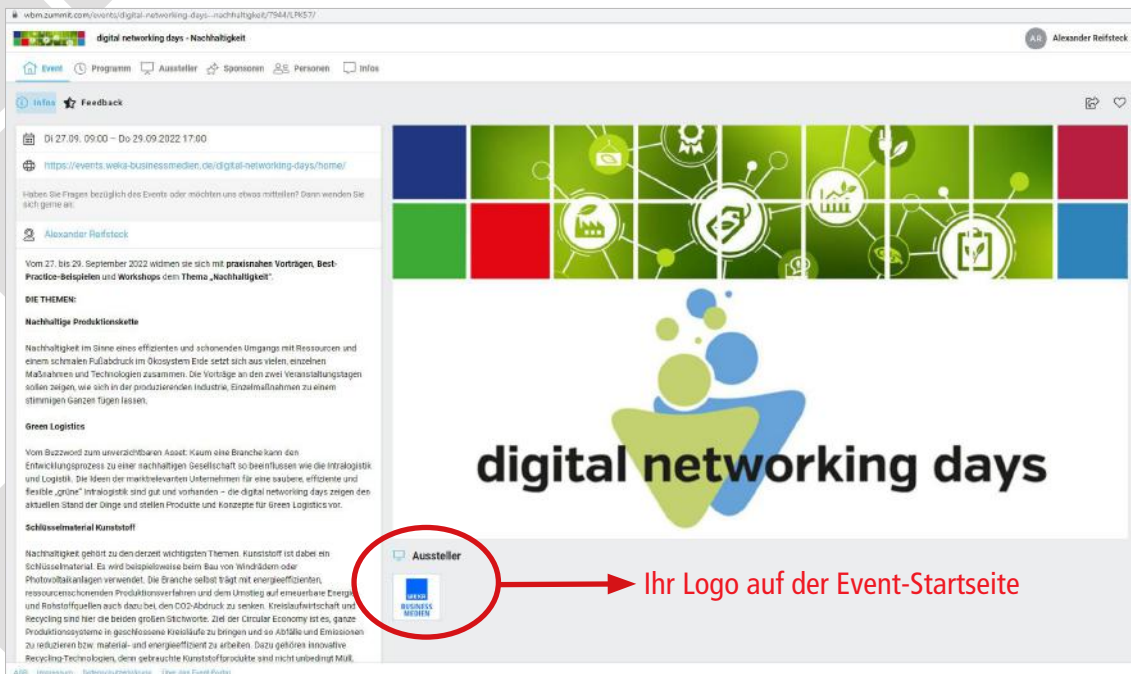 wbm.zummit.com/events/digital-networking-days--nachhaltigkeit/7944/LPK57/
digital networking days - Nachhaltigkeit
AR Alexander Reifsteck
Event Programm Aussteller Sponsoren Personen Infos
Infos Feedback
Di 27.09. 09:00 – Do 29.09.2022 17:00
https://events.weka-businessmedien.de/digital-networking-days/home/
Haben Sie Fragen bezüglich des Events oder möchten uns etwas mitteilen? Dann wenden Sie
sich gerne an:
Alexander Reifsteck
Vom 27. bis 29. September 2022 widmen sie sich mit praxisnahen Vorträgen, Best-
Practice-Beispielen und Workshops dem Thema „Nachhaltigkeit".
DIE THEMEN:
Nachhaltige Produktionskette
Nachhaltigkeit im Sinne eines effizienten und schonenden Umgangs mit Ressourcen und
einem schmalen Fußabdruck im Ökosystem Erde setzt sich aus vielen, einzelnen
Maßnahmen und Technologien zusammen. Die Vorträge an den zwei Veranstaltungstagen
sollen zeigen, wie sich in der produzierenden Industrie, Einzelmaßnahmen zu einem
stimmigen Ganzen fügen lassen.
Green Logistics
Vom Buzzword zum unverzichtbaren Asset: Kaum eine Branche kann den
Entwicklungsprozess zu einer nachhaltigen Gesellschaft so beeinflussen wie die Intralogistik
und Logistik. Die Ideen der marktrelevanten Unternehmen für eine saubere, effiziente und
flexible „grüne" Intralogistik sind gut und vorhanden – die digital networking days zeigen den
aktuellen Stand der Dinge und stellen Produkte und Konzepte für Green Logistics vor.
Schlüsselmaterial Kunststoff
Nachhaltigkeit gehört zu den derzeit wichtigsten Themen. Kunststoff ist dabei ein
Schlüsselmaterial. Es wird beispielsweise beim Bau von Windrädern oder
Photovoltaikanlagen verwendet. Die Branche selbst trägt mit energieeffizienten,
ressourcenschonenden Produktionsverfahren und dem Umstieg auf erneuerbare Energie
und Rohstoffquellen auch dazu bei, den CO2-Abdruck zu senken. Kreislaufwirtschaft und
Recycling sind hier die beiden großen Stichworte. Ziel der Circular Economy ist es, ganze
Produktionssysteme in geschlossene Kreisläufe zu bringen und so Abfälle und Emissionen
zu reduzieren bzw. material- und energieeffizient zu arbeiten. Dazu gehören innovative
Recycling-Technologien, denn gebrauchte Kunststoffprodukte sind nicht unbedingt Müll,
AGB Impressum Datenschutzerklärung Über das Event Portal
digital networking days
Aussteller
WEKA
BUSINESS
MEDIEN
Ihr Logo auf der Event-Startseite